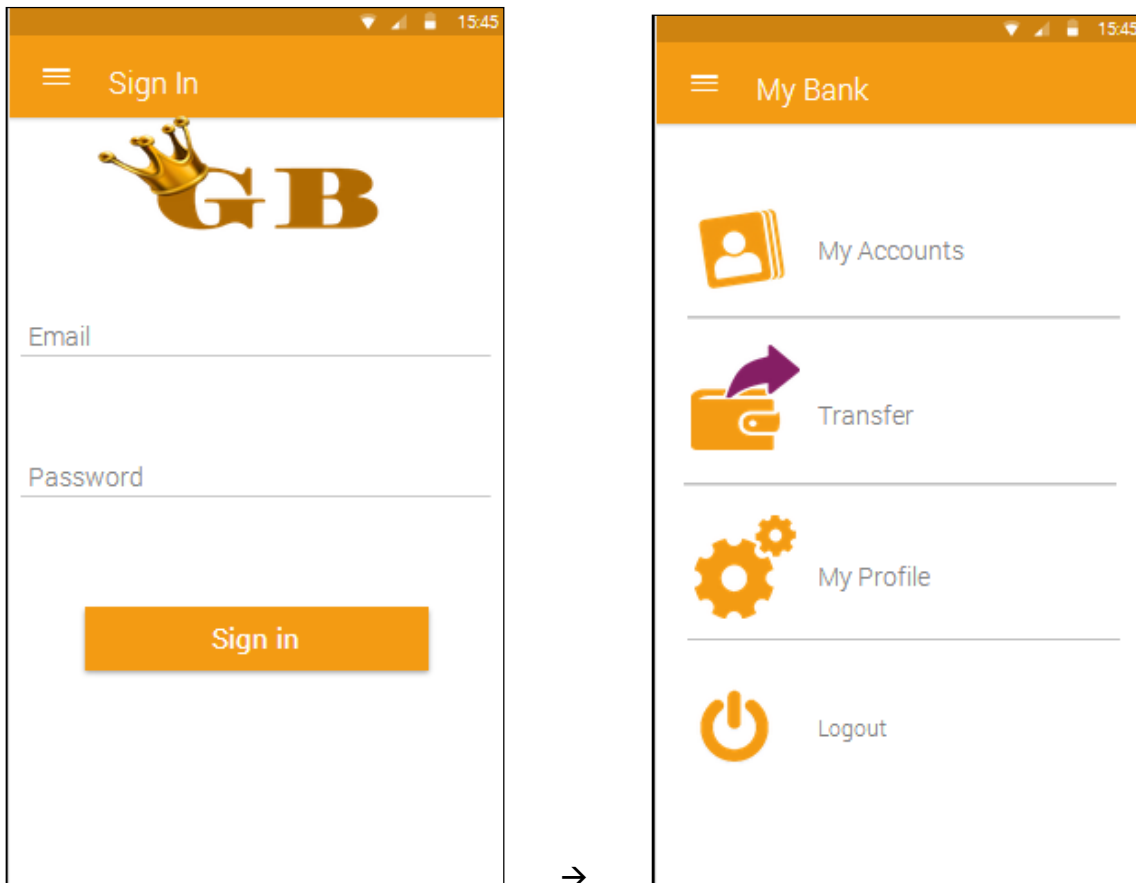 15:45
Sign In
GB
Email
Password
Sign in
→
15:45
My Bank
My Accounts
Transfer
My Profile
Logout